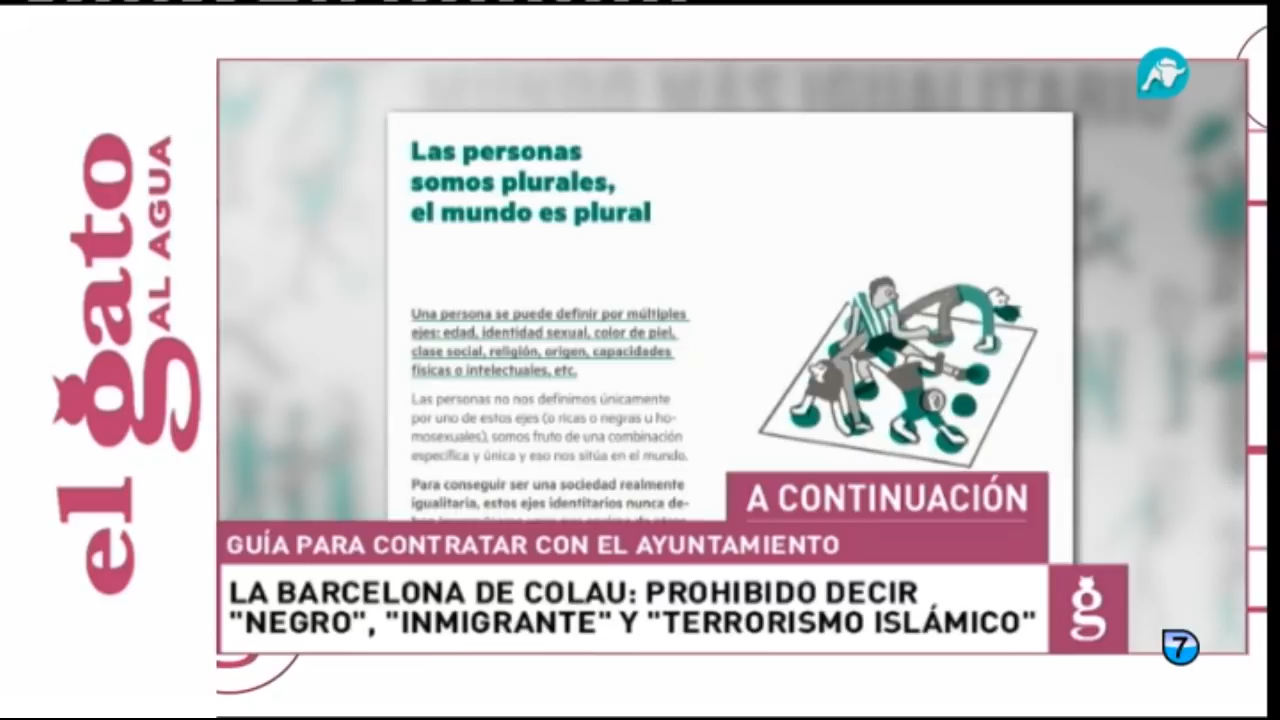 el gato
AL AGUA
Las personas
somos plurales,
el mundo es plural
Una persona se puede definir por múltiples
ejes: edad, identidad sexual, color de piel,
clase social, religión, origen, capacidades
físicas o intelectuales, etc.
Las personas no nos definimos únicamente
por uno de estos ejes (o ricas o negras u ho-
mosexuales), somos fruto de una combinación
específica y única y eso nos sitúa en el mundo.
Para conseguir ser una sociedad realmente
igualitaria, estos ejes identitarios nunca de-
A CONTINUACIÓN
GUÍA PARA CONTRATAR CON EL AYUNTAMIENTO
LA BARCELONA DE COLAU: PROHIBIDO DECIR
"NEGRO", "INMIGRANTE" Y "TERRORISMO ISLÁMICO"
g
7